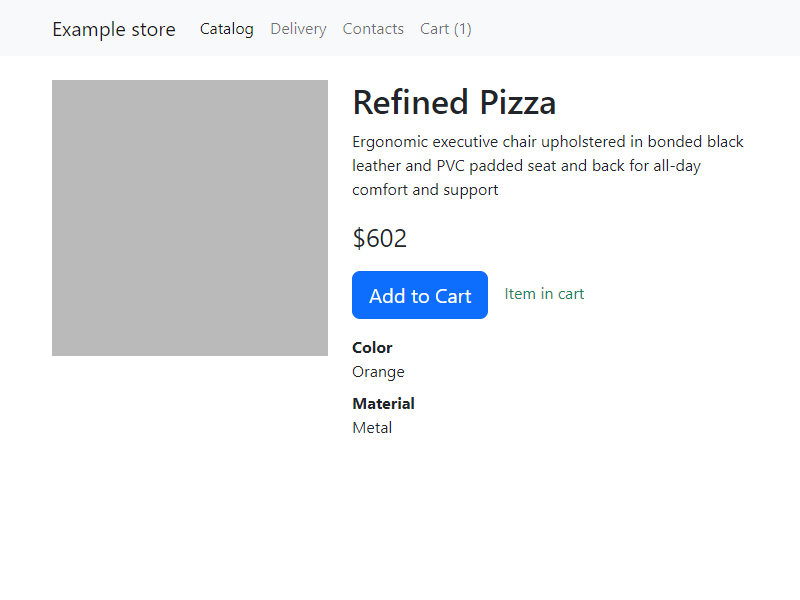 Example store Catalog Delivery Contacts Cart (1)
Refined Pizza
Ergonomic executive chair upholstered in bonded black
leather and PVC padded seat and back for all-day
comfort and support
$602
Add to Cart Item in cart
Color
Orange
Material
Metal